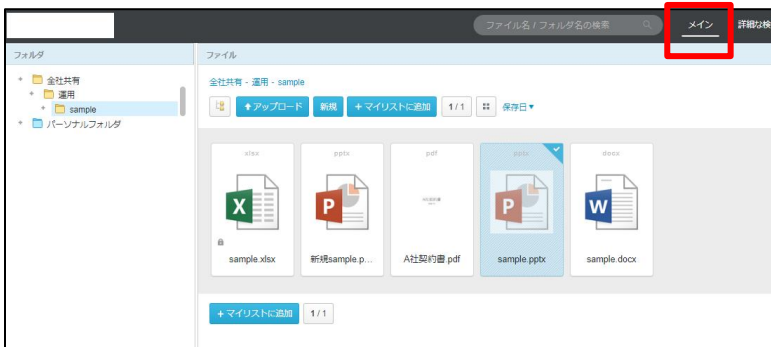 ファイル名 / フォルダ名の検索
メイン
詳細な検
フォルダ
ファイル
全社共有
運用
sample
パーソナルフォルダ
全社共有 - 運用 - sample
アップロード
新規
+ マイリストに追加
1 / 1
保存日▼
xlsx
pptx
pdf
pptx
docx
X
P
A社契約書
P
W
sample.xlsx
新規sample.p...
A社契約書.pdf
sample.pptx
sample.docx
+ マイリストに追加
1 / 1